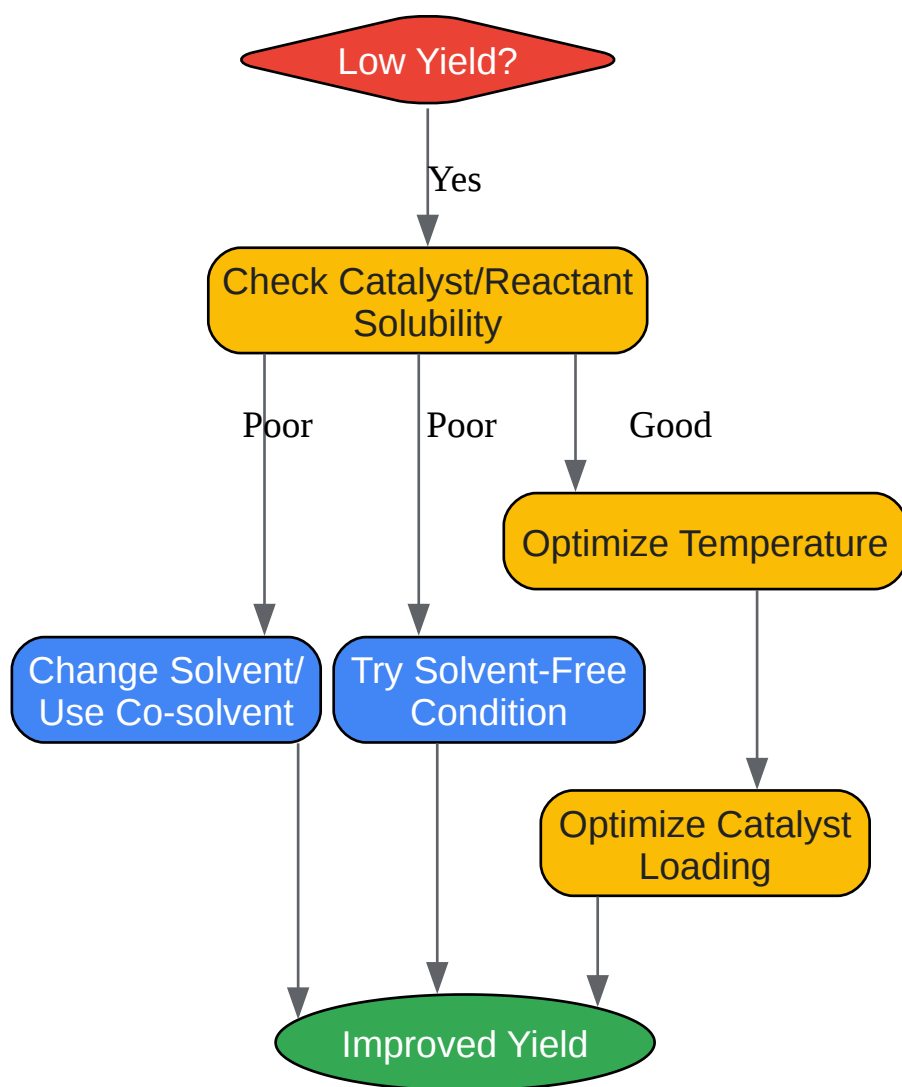 Low Yield?
Yes
Check Catalyst/Reactant
Solubility
Poor
Poor
Good
Optimize Temperature
Change Solvent/
Use Co-solvent
Try Solvent-Free
Condition
Optimize Catalyst
Loading
Improved Yield